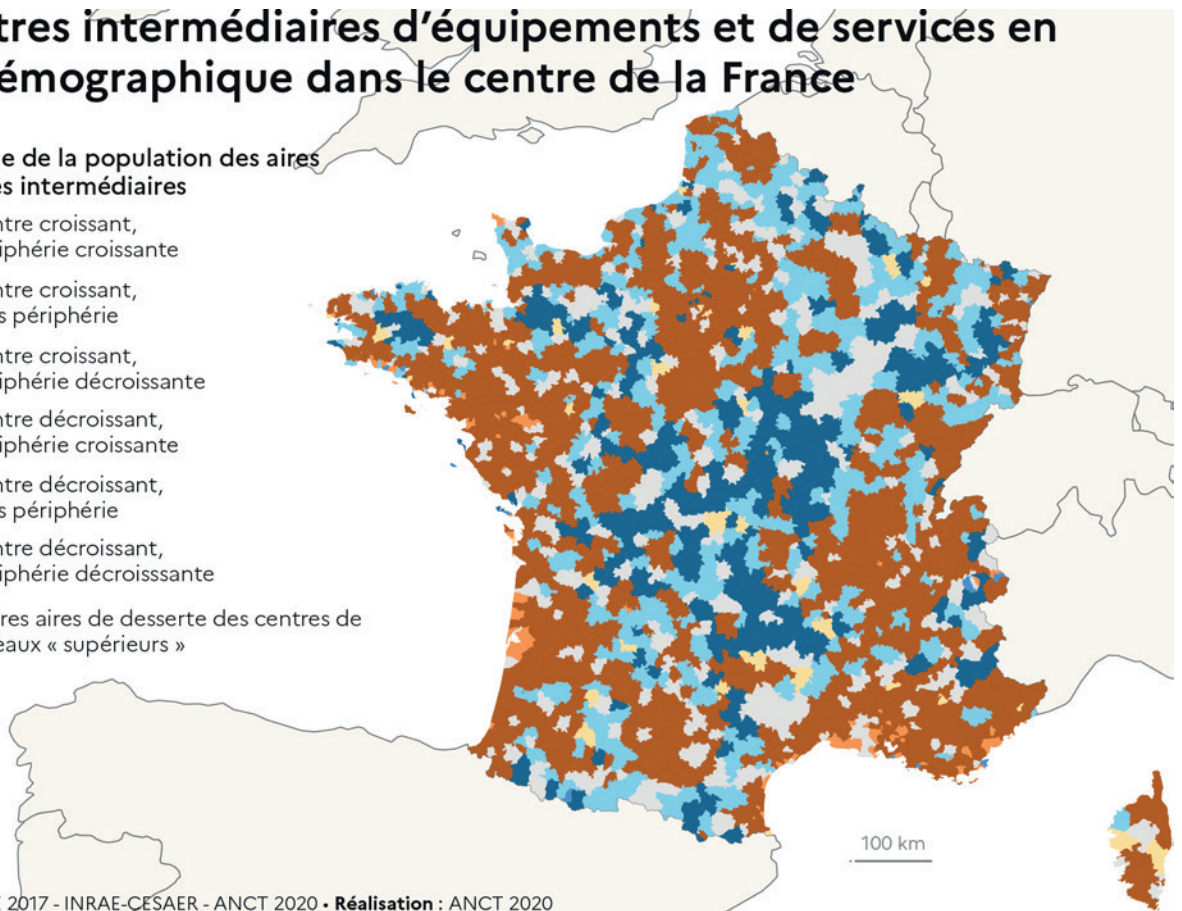 tres intermédiaires d'équipements et de services en
émographique dans le centre de la France
e de la population des aires
es intermédiaires
ntre croissant,
iphérie croissante
ntre croissant,
s périphérie
ntre croissant,
iphérie décroissante
ntre décroissant,
iphérie croissante
ntre décroissant,
s périphérie
ntre décroissant,
iphérie décroisssante
res aires de desserte des centres de
eaux « supérieurs »
100 km
E 2017 - INRAE-CESAER - ANCT 2020 • Réalisation : ANCT 2020